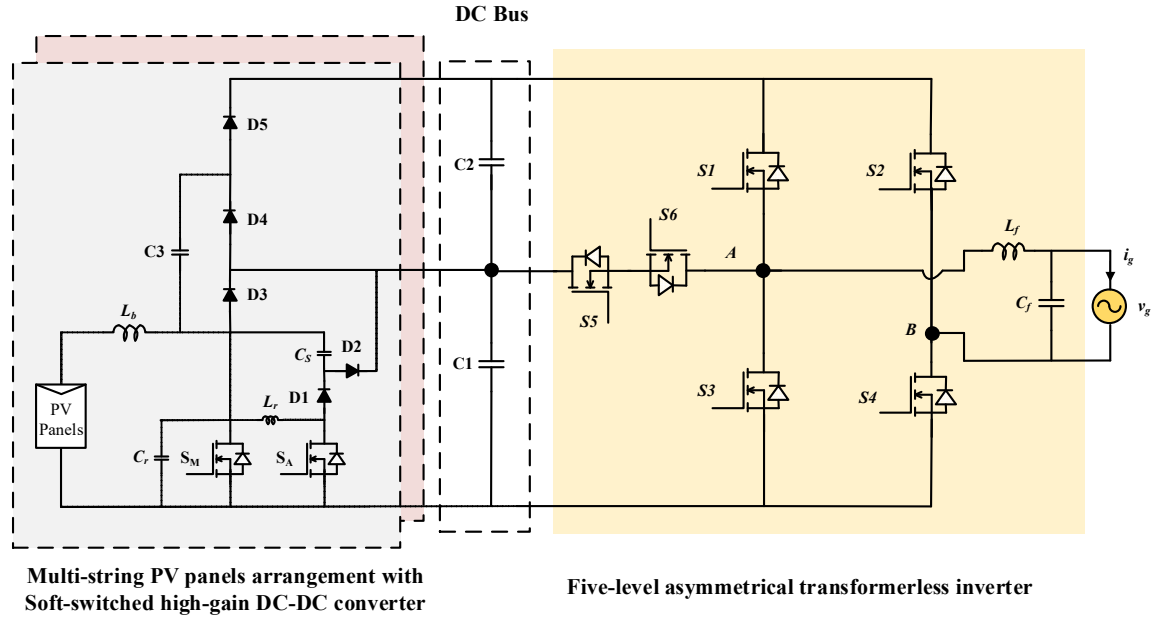 DC Bus
D5
C2
S1
S2
S6
D4
C3
A
L_f
i_g
D3
C_f
v_g
L_b
S5
B
C_S
D2
C1
D1
S3
S4
L_r
PV
Panels
C_r
S_M
S_A
Multi-string PV panels arrangement with
Soft-switched high-gain DC-DC converter
Five-level asymmetrical transformerless inverter